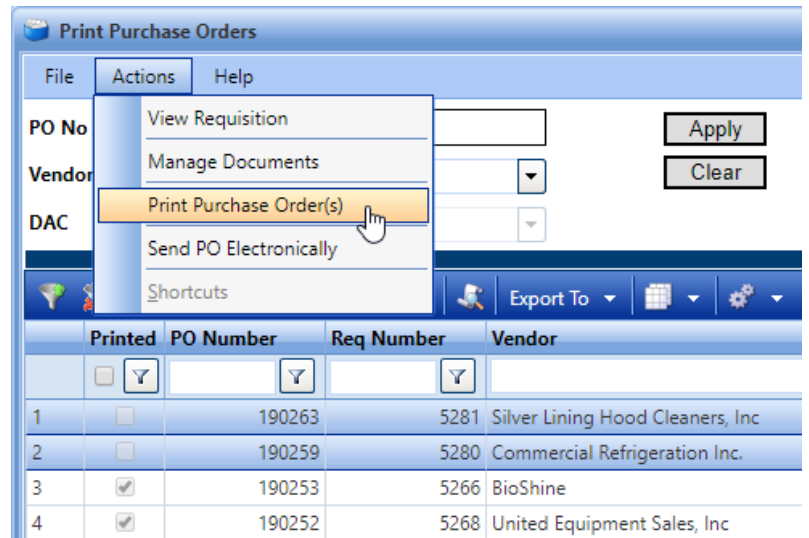 Print Purchase Orders
File Actions Help
PO No
Apply
Vendor
Clear
DAC
View Requisition
Manage Documents
Print Purchase Order(s)
Send PO Electronically
Shortcuts
Export To
Printed PO Number Req Number Vendor
1 190263 5281 Silver Lining Hood Cleaners, Inc
2 190259 5280 Commercial Refrigeration Inc.
3 190253 5266 BioShine
4 190252 5268 United Equipment Sales, Inc